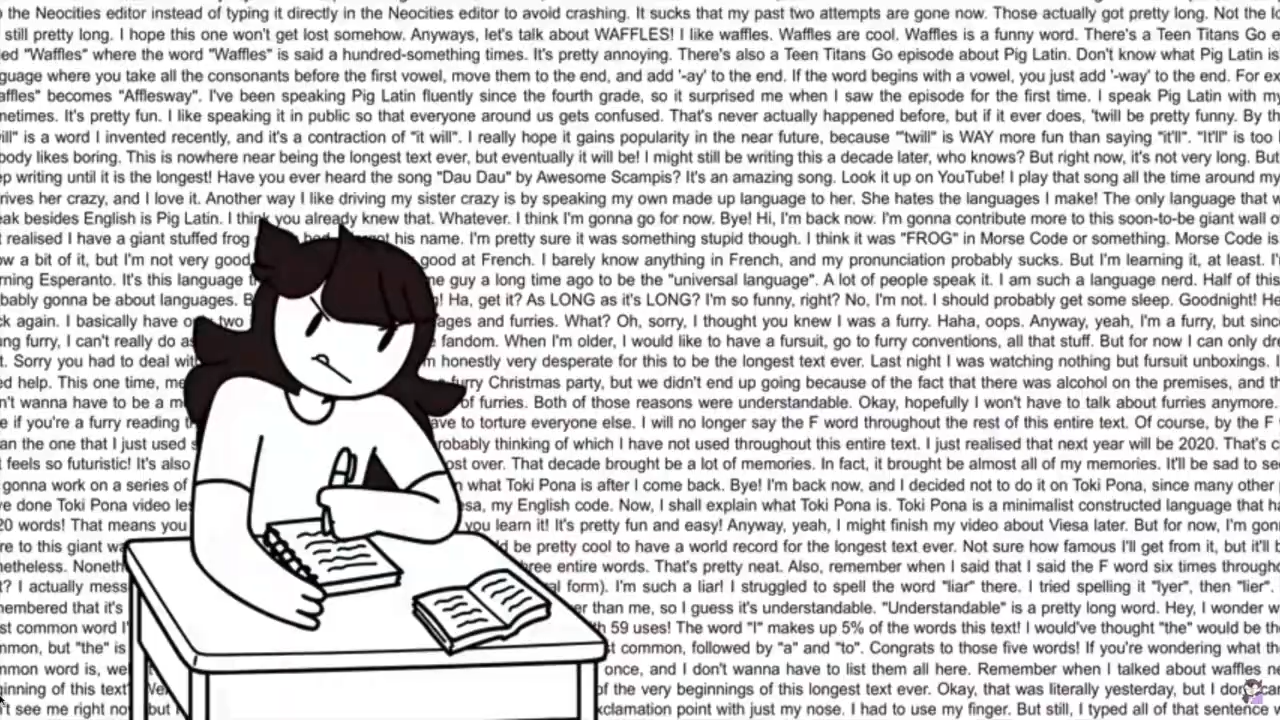 the Neocities editor instead of typing it directly in the Neocities editor to avoid crashing. It sucks that my past two attempts are gone now. Those actually got pretty long. Not the lo
still pretty long. I hope this one won't get lost somehow. Anyways, let's talk about WAFFLES! I like waffles. Waffles are cool. Waffles is a funny word. There's a Teen Titans Go e
ed "Waffles" where the word "Waffles" is said a hundred-something times. It's pretty annoying. There's also a Teen Titans Go episode about Pig Latin. Don't know what Pig Latin is
guage where you take all the consonants before the first vowel, move them to the end, and add '-ay' to the end. If the word begins with a vowel, you just add '-way' to the end. For ex
affles" becomes "Afflesway". I've been speaking Pig Latin fluently since the fourth grade, so it surprised me when I saw the episode for the first time. I speak Pig Latin with my
netimes. It's pretty fun. I like speaking it in public so that everyone around us gets confused. That's never actually happened before, but if it ever does, 'twill be pretty funny. By th
will" is a word I invented recently, and it's a contraction of "it will". I really hope it gains popularity in the near future, because "'twill" is WAY more fun than saying "it'll". "It'll" is too
body likes boring. This is nowhere near being the longest text ever, but eventually it will be! I might still be writing this a decade later, who knows? But right now, it's not very long. But
ep writing until it is the longest! Have you ever heard the song "Dau Dau" by Awesome Scampis? It's an amazing song. Look it up on YouTube! I play that song all the time around my
rives her crazy, and I love it. Another way I like driving my sister crazy is by speaking my own made up language to her. She hates the languages I make! The only language that w
ak besides English is Pig Latin. I think you already knew that. Whatever. I think I'm gonna go for now. Bye! Hi, I'm back now. I'm gonna contribute more to this soon-to-be giant wall o
t realised I have a giant stuffed frog his name. I'm pretty sure it was something stupid though. I think it was "FROG" in Morse Code or something. Morse Code is
ow a bit of it, but I'm not very good good at French. I barely know anything in French, and my pronunciation probably sucks. But I'm learning it, at least. I'
rning Esperanto. It's this language guy a long time ago to be the "universal language". A lot of people speak it. I am such a language nerd. Half of this
bably gonna be about languages. Ha, get it? As LONG as it's LONG? I'm so funny, right? No, I'm not. I should probably get some sleep. Goodnight! He
ck again. I basically have two ages and furries. What? Oh, sorry, I thought you knew I was a furry. Haha, oops. Anyway, yeah, I'm a furry, but sinc
ng furry, I can't really do as fandom. When I'm older, I would like to have a fursuit, go to furry conventions, all that stuff. But for now I can only dre
t. Sorry you had to deal wit m honestly very desperate for this to be the longest text ever. Last night I was watching nothing but fursuit unboxings. I
ed help. This one time, me furry Christmas party, but we didn't end up going because of the fact that there was alcohol on the premises, and th
n't wanna have to be a m of furries. Both of those reasons were understandable. Okay, hopefully I won't have to talk about furries anymore.
e if you're a furry reading t ave to torture everyone else. I will no longer say the F word throughout the rest of this entire text. Of course, by the F
an the one that I just used s robably thinking of which I have not used throughout this entire text. I just realised that next year will be 2020. That's c
t feels so futuristic! It's also ost over. That decade brought be a lot of memories. In fact, it brought be almost all of my memories. It'll be sad to se
gonna work on a series of what Toki Pona is after I come back. Bye! I'm back now, and I decided not to do it on Toki Pona, since many other
ve done Toki Pona video les esa, my English code. Now, I shall explain what Toki Pona is. Toki Pona is a minimalist constructed language that h
20 words! That means you you learn it! It's pretty fun and easy! Anyway, yeah, I might finish my video about Viesa later. But for now, I'm gon
re to this giant wa d be pretty cool to have a world record for the longest text ever. Not sure how famous I'll get from it, but it'll b
netheless. Noneth hree entire words. That's pretty neat. Also, remember when I said that I said the F word six times througho
t? I actually mess al form). I'm such a liar! I struggled to spell the word "liar" there. I tried spelling it "lyer", then "lier".
membered that it's er than me, so I guess it's understandable. "Understandable" is a pretty long word. Hey, I wonder w
st common word I' th 59 uses! The word "I" makes up 5% of the words this text! I would've thought "the" would be th
mmon, but "the" is t common, followed by "a" and "to". Congrats to those five words! If you're wondering what the
mmon word is, we once, and I don't wanna have to list them all here. Remember when I talked about waffles n
ginning of this text? of the very beginnings of this longest text ever. Okay, that was literally yesterday, but I don't
't see me right no but xclamation point with just my nose. I had to use my finger. But still, I typed all of that sentence w